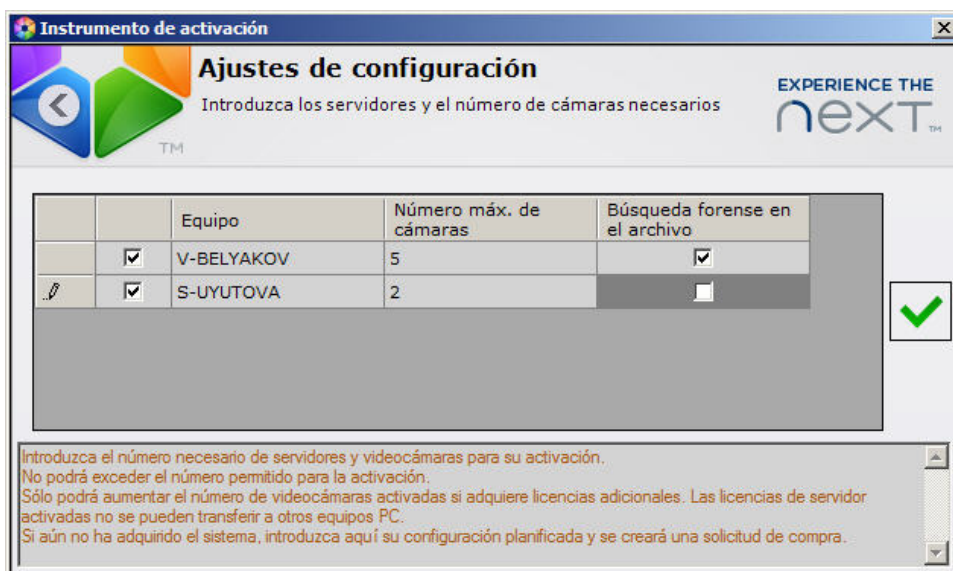 Instrumento de activación
Ajustes de configuración
Introduzca los servidores y el número de cámaras necesarios
EXPERIENCE THE
nexT™
TM
Equipo
Número máx. de
cámaras
Búsqueda forense en
el archivo
V-BELYAKOV 5
S-UYUTOVA 2
Introduzca el número necesario de servidores y videocámaras para su activación.
No podrá exceder el número permitido para la activación.
Sólo podrá aumentar el número de videocámaras activadas si adquiere licencias adicionales. Las licencias de servidor
activadas no se pueden transferir a otros equipos PC.
Si aún no ha adquirido el sistema, introduzca aquí su configuración planificada y se creará una solicitud de compra.